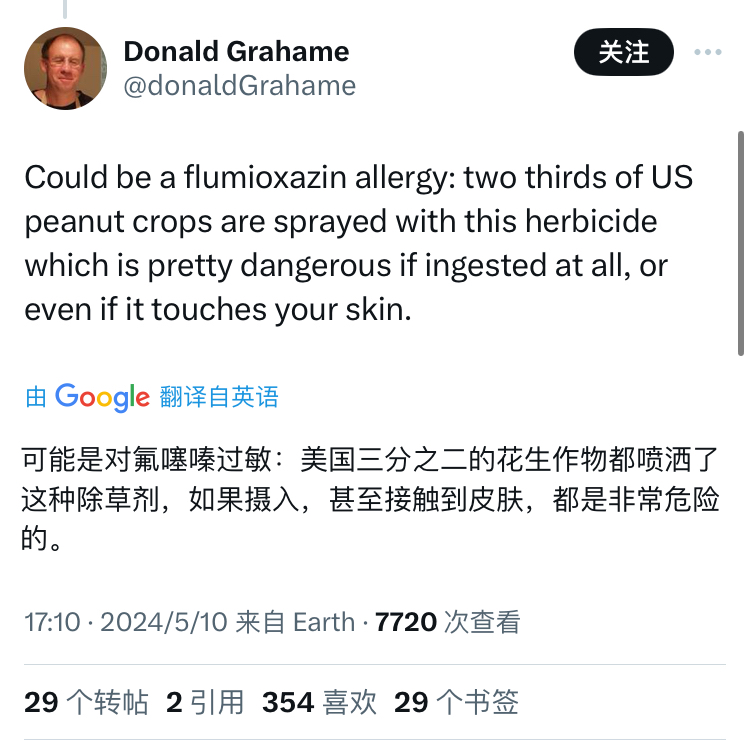 Donald Grahame
@donaldGrahame
关注
Could be a flumioxazin allergy: two thirds of US
peanut crops are sprayed with this herbicide
which is pretty dangerous if ingested at all, or
even if it touches your skin.
由 Google 翻译自英语
可能是对氟噻嗪过敏：美国三分之二的花生作物都喷洒了
这种除草剂，如果摄入，甚至接触到皮肤，都是非常危险
的。
17:10 · 2024/5/10 来自 Earth · 7720 次查看
29 个转帖 2 引用 354 喜欢 29 个书签